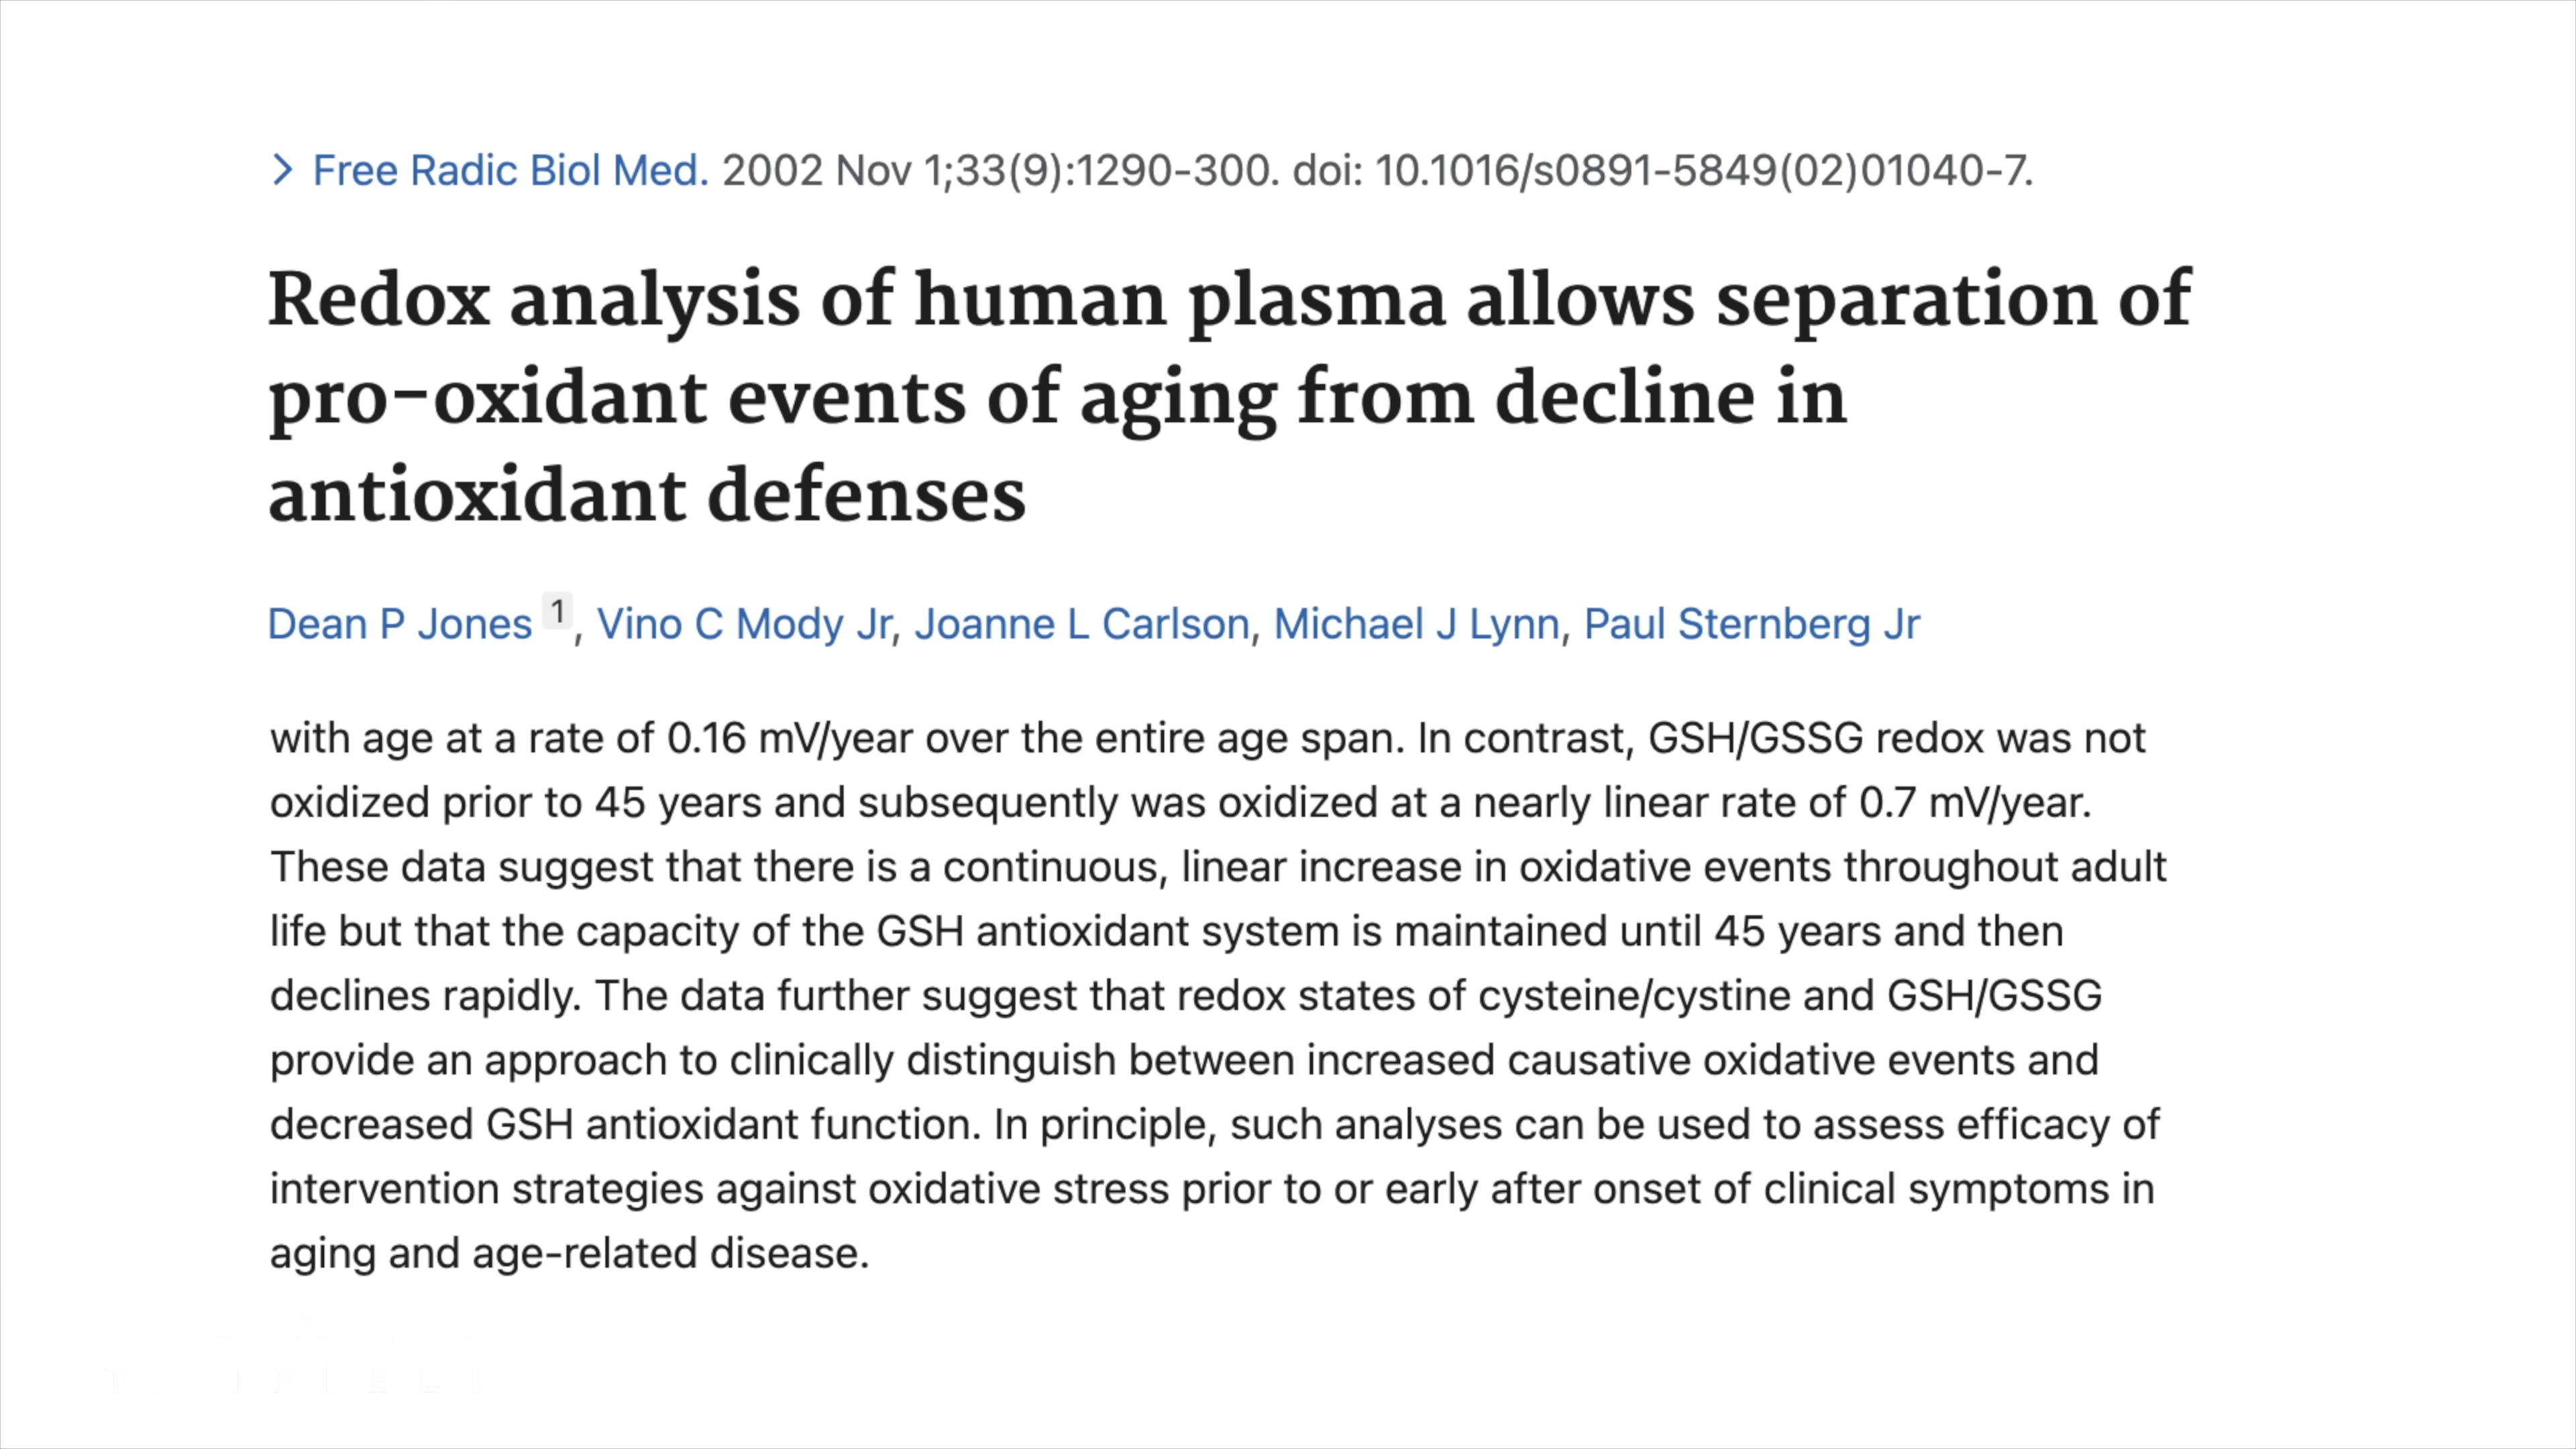 > Free Radic Biol Med. 2002 Nov 1;33(9):1290-300. doi: 10.1016/s0891-5849(02)01040-7.
Redox analysis of human plasma allows separation of
pro-oxidant events of aging from decline in
antioxidant defenses
Dean P Jones 1, Vino C Mody Jr, Joanne L Carlson, Michael J Lynn, Paul Sternberg Jr
with age at a rate of 0.16 mV/year over the entire age span. In contrast, GSH/GSSG redox was not
oxidized prior to 45 years and subsequently was oxidized at a nearly linear rate of 0.7 mV/year.
These data suggest that there is a continuous, linear increase in oxidative events throughout adult
life but that the capacity of the GSH antioxidant system is maintained until 45 years and then
declines rapidly. The data further suggest that redox states of cysteine/cystine and GSH/GSSG
provide an approach to clinically distinguish between increased causative oxidative events and
decreased GSH antioxidant function. In principle, such analyses can be used to assess efficacy of
intervention strategies against oxidative stress prior to or early after onset of clinical symptoms in
aging and age-related disease.